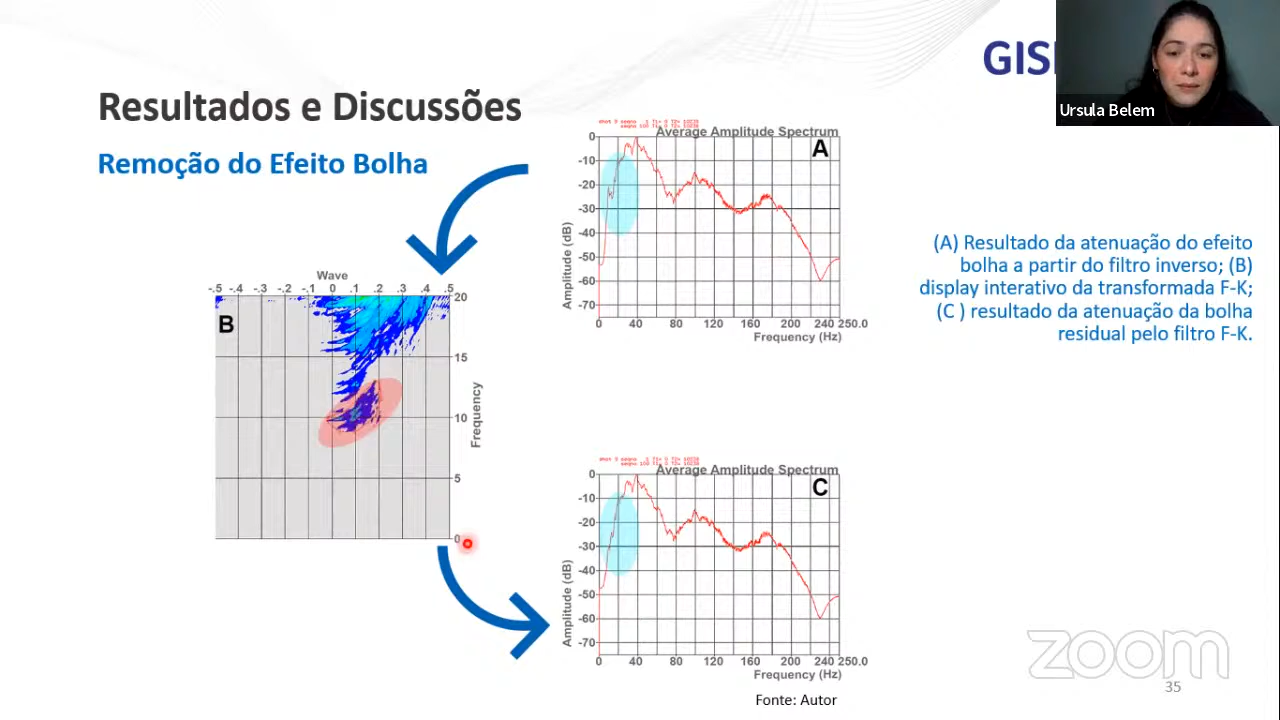 GISI
Ursula Belem
Resultados e Discussões
Remoção do Efeito Bolha
Average Amplitude Spectrum
A
0
-10
-20
-30
-40
-50
-60
-70
Amplitude (dB)
0 40 80 120 160 200 240 250.0
Frequency (Hz)
(A) Resultado da atenuação do efeito
bolha a partir do filtro inverso; (B)
display interativo da transformada F-K;
(C ) resultado da atenuação da bolha
residual pelo filtro F-K.
Wave
-.5 -.4 -.3 -.2 -.1 0 .1 .2 .3 .4 .5
B
20
15
10
5
0
Frequency
Average Amplitude Spectrum
C
0
-10
-20
-30
-40
-50
-60
-70
Amplitude (dB)
0 40 80 120 160 200 240 250.0
Frequency (Hz)
Fonte: Autor
zoom
35